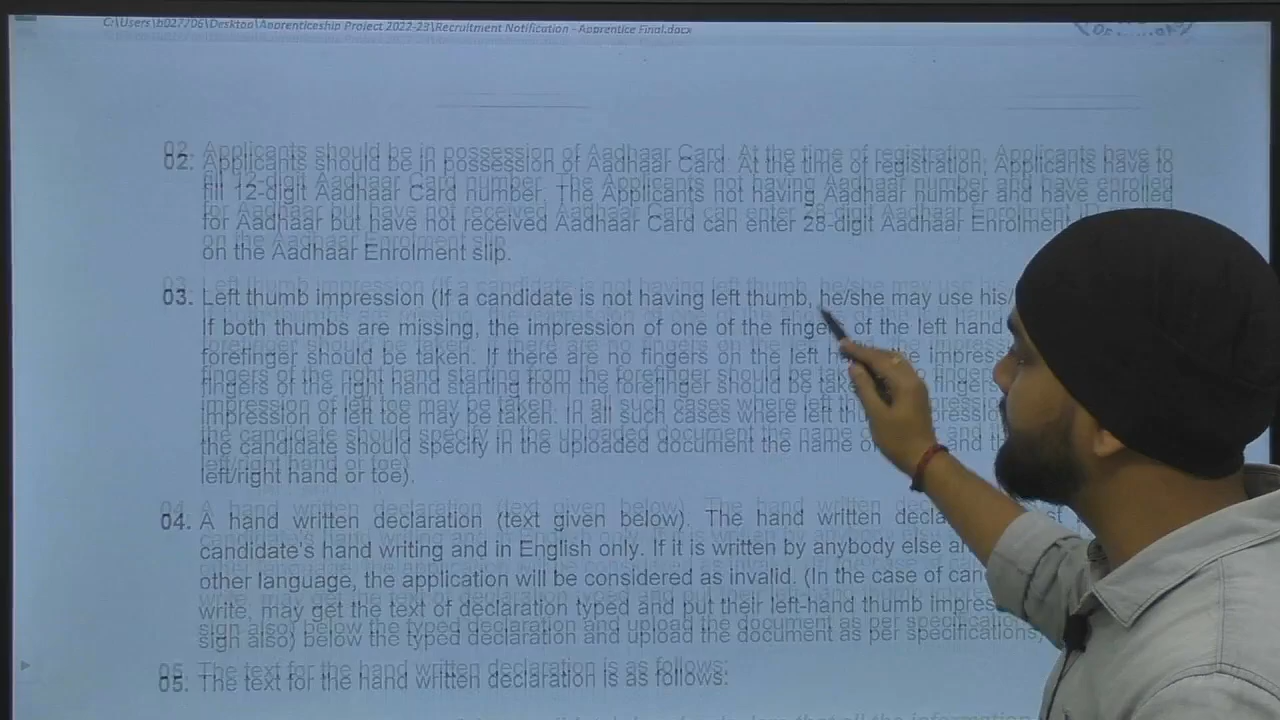 C:\Users\b027706\Desktop\Apprenticeship Project 2022-23\Recruitment Notification - Apprentice Final.docx
02. Applicants should be in possession of Aadhaar Card. At the time of registration, Applicants have to
fill 12-digit Aadhaar Card number. The Applicants not having Aadhaar number and have enrolled
for Aadhaar but have not received Aadhaar Card can enter 28-digit Aadhaar Enrolment
on the Aadhaar Enrolment slip.
03. Left thumb impression (If a candidate is not having left thumb, he/she may use his/
If both thumbs are missing, the impression of one of the fingers of the left hand
forefinger should be taken. If there are no fingers on the left the
fingers of the right hand starting from the forefinger should be
impression of left toe may be taken. In all such cases where left
the candidate should specify in the uploaded document the name
left/right hand or toe).
04. A hand written declaration (text given below). The hand written
candidate's hand writing and in English only. If it is written by anybody else
other language, the application will be considered as invalid. (In the case of
write, may get the text of declaration typed and put their left-hand thumb
sign also) below the typed declaration and upload the document as per specifications
05. The text for the hand written declaration is as follows: